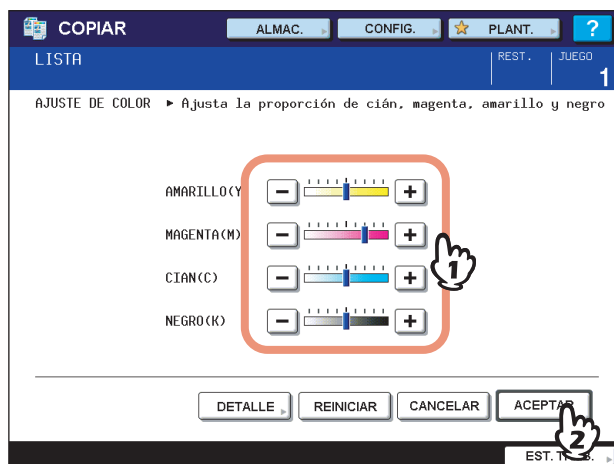 COPIAR ALMAC. CONFIG. PLANT. ?
LISTA REST. JUEGO
1
AJUSTE DE COLOR ► Ajusta la proporción de cián, magenta, amarillo y negro
AMARILLO(Y
MAGENTA(M)
1
CIAN(C)
NEGRO(K)
DETALLE REINICIAR CANCELAR ACEPTAR
2
EST.